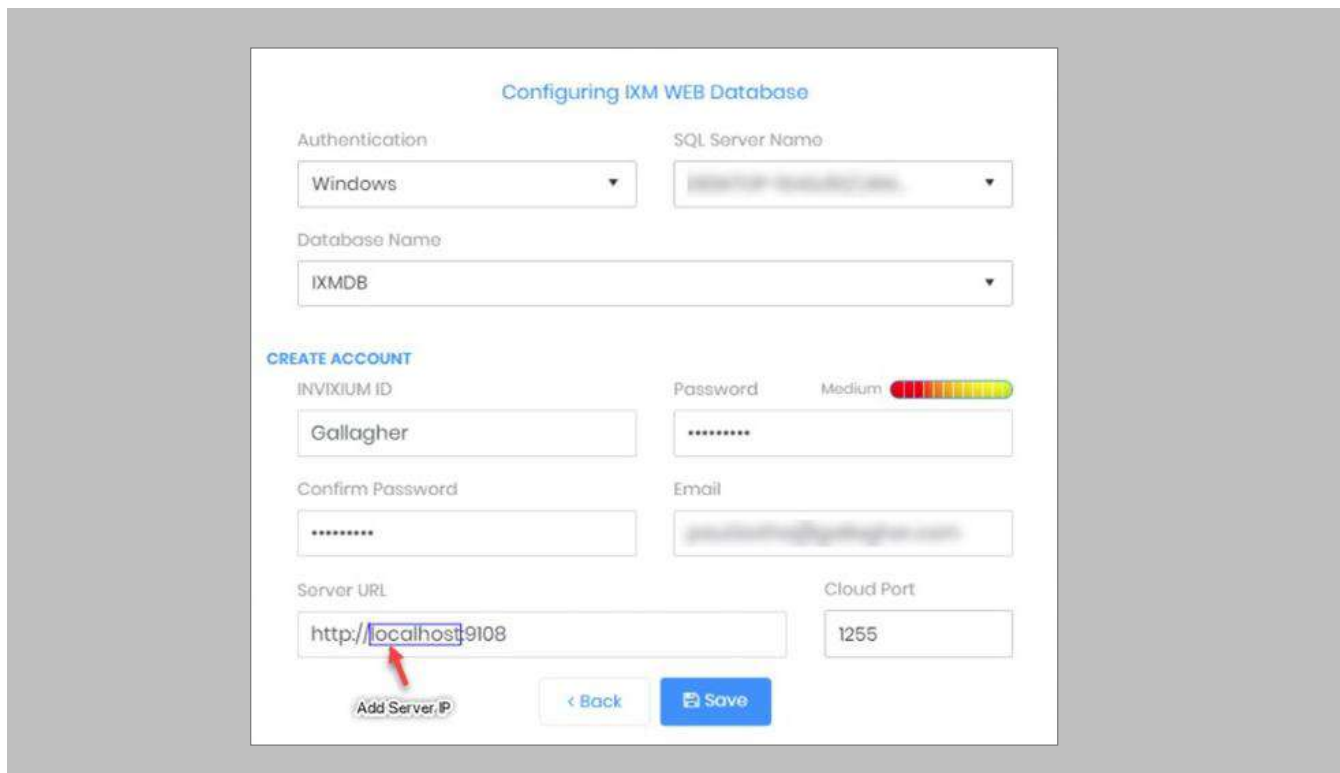 Configuring IXM WEB Database
Authentication
SQL Server Name
Windows
Database Name
IXMDB
CREATE ACCOUNT
INVIXIUM ID
Password
Medium
Gallagher
•••••••••
Confirm Password
Email
•••••••••
Server URL
Cloud Port
http://localhost:9108
1255
Add Server IP
< Back
Save